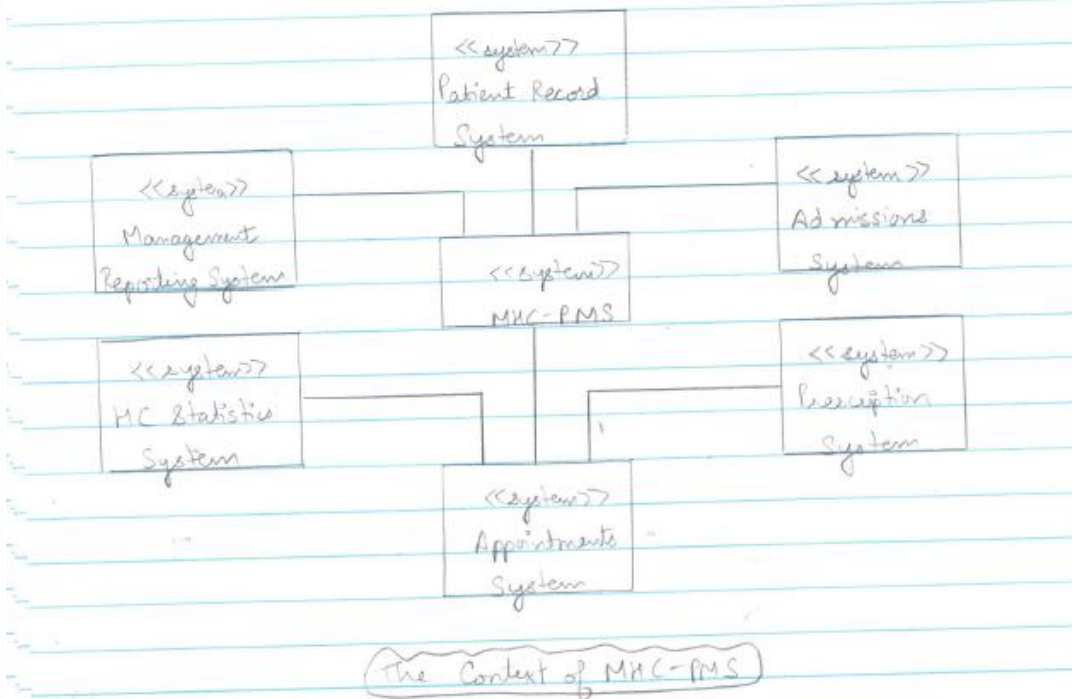 <<system>>
Patient Record
System
<<system>>
Management
Reporting System
<<system>>
Admissions
System
<<system>>
MHC-PMS
<<system>>
HC Statistics
System
<<system>>
Prescription
System
<<system>>
Appointments
System
The Context of MHC-PMS